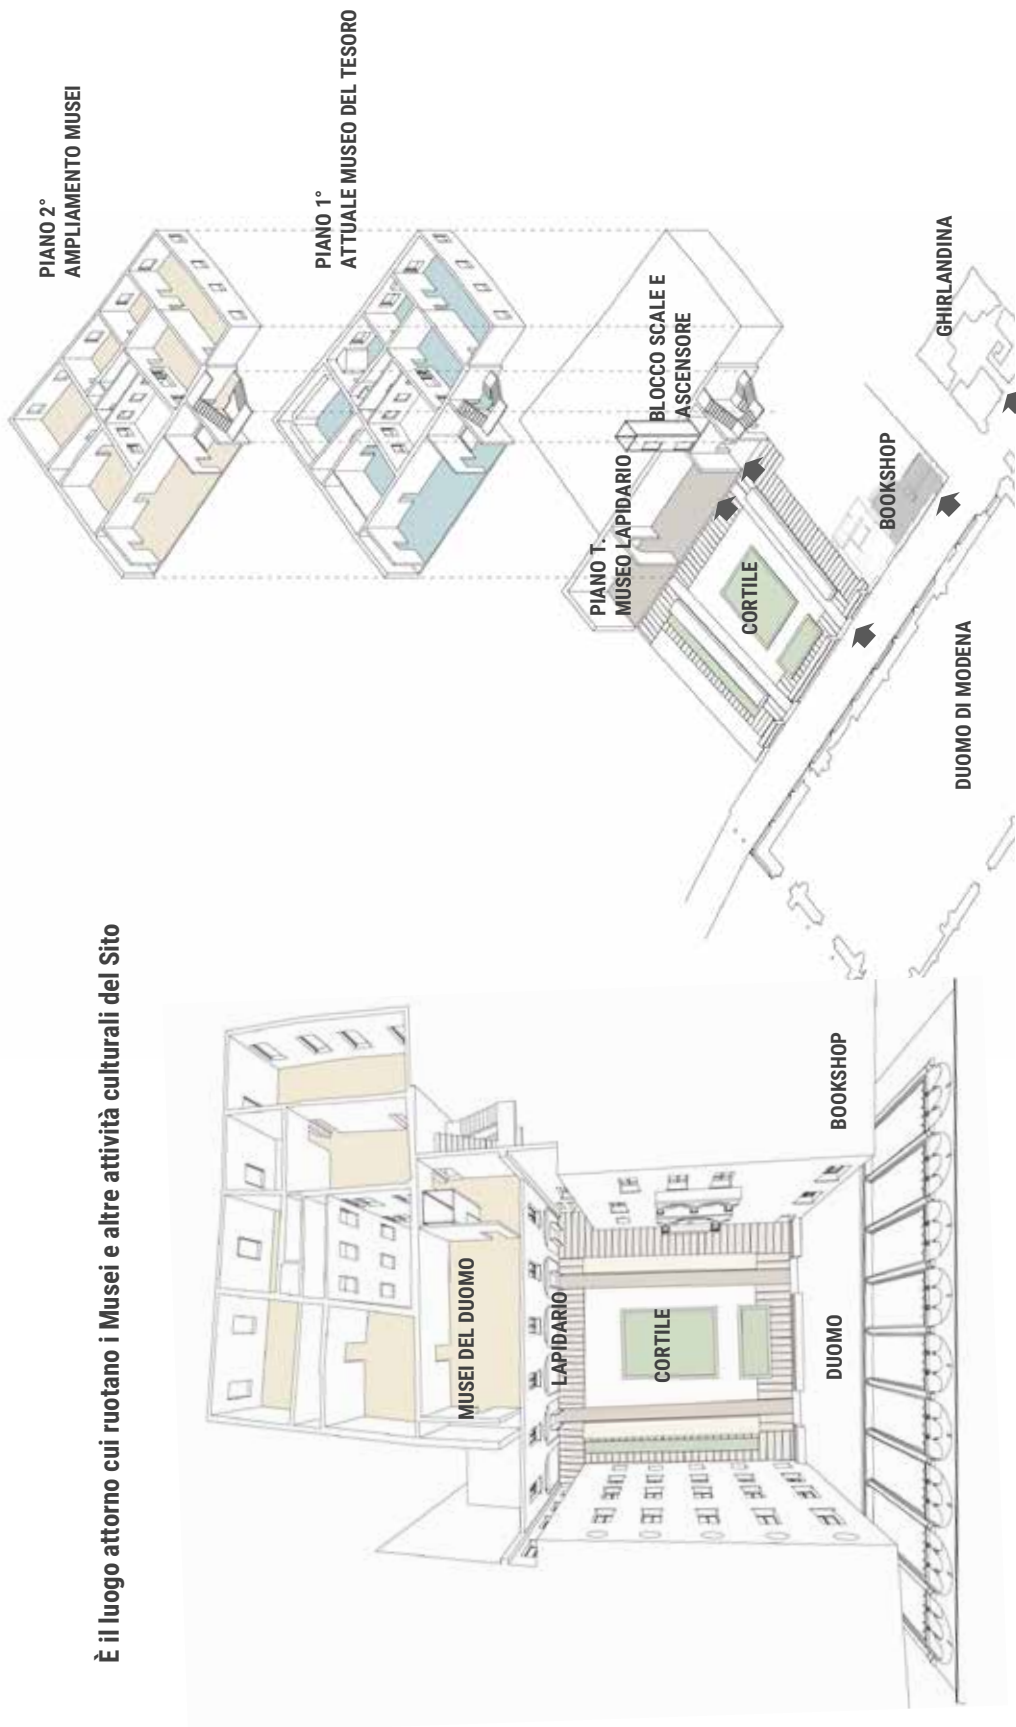 È il luogo attorno cui ruotano i Musei e altre attività culturali del Sito
MUSEI DEL DUOMO
LAPIDARIO
CORTILE
DUOMO
BOOKSHOP
PIANO 2°
AMPLIAMENTO MUSEI
PIANO 1°
ATTUALE MUSEO DEL TESORO
PIANO T.
MUSEO LAPIDARIO
BLOCCO SCALE E
ASCENSORE
CORTILE
BOOKSHOP
GHIRLANDINA
DUOMO DI MODENA